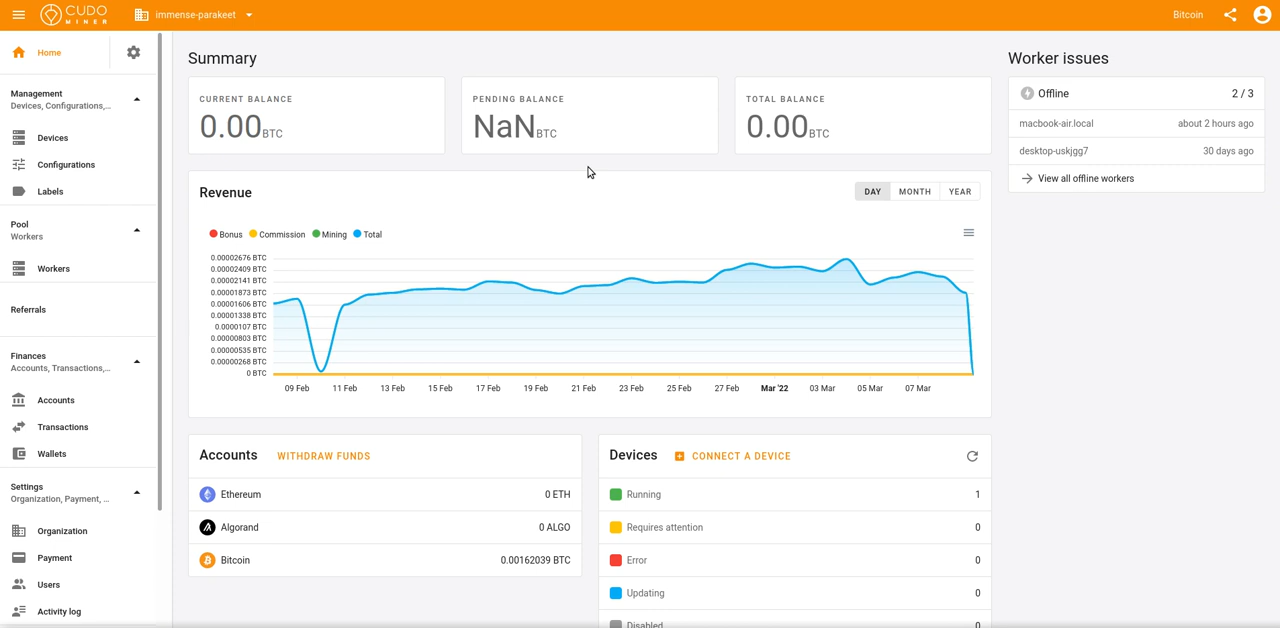 CUDO
MINER
immense-parakeet
Bitcoin
Home
Management
Devices, Configurations,...
Devices
Configurations
Labels
Pool
Workers
Workers
Referrals
Finances
Accounts, Transactions,...
Accounts
Transactions
Wallets
Settings
Organization, Payment, ...
Organization
Payment
Users
Activity log
Summary
CURRENT BALANCE
0.00BTC
PENDING BALANCE
NaNBTC
TOTAL BALANCE
0.00BTC
Revenue
DAY MONTH YEAR
Bonus Commission Mining Total
0.00002676 BTC
0.00002409 BTC
0.00002141 BTC
0.00001873 BTC
0.00001606 BTC
0.00001338 BTC
0.0000107 BTC
0.00000803 BTC
0.00000535 BTC
0.00000268 BTC
0 BTC
09 Feb 11 Feb 13 Feb 15 Feb 17 Feb 19 Feb 21 Feb 23 Feb 25 Feb 27 Feb Mar '22 03 Mar 05 Mar 07 Mar
Accounts WITHDRAW FUNDS
Ethereum 0 ETH
Algorand 0 ALGO
Bitcoin 0.00162039 BTC
Devices CONNECT A DEVICE
Running 1
Requires attention 0
Error 0
Updating 0
Disabled 0
Worker issues
Offline 2 / 3
macbook-air.local about 2 hours ago
desktop-uskjgg7 30 days ago
View all offline workers